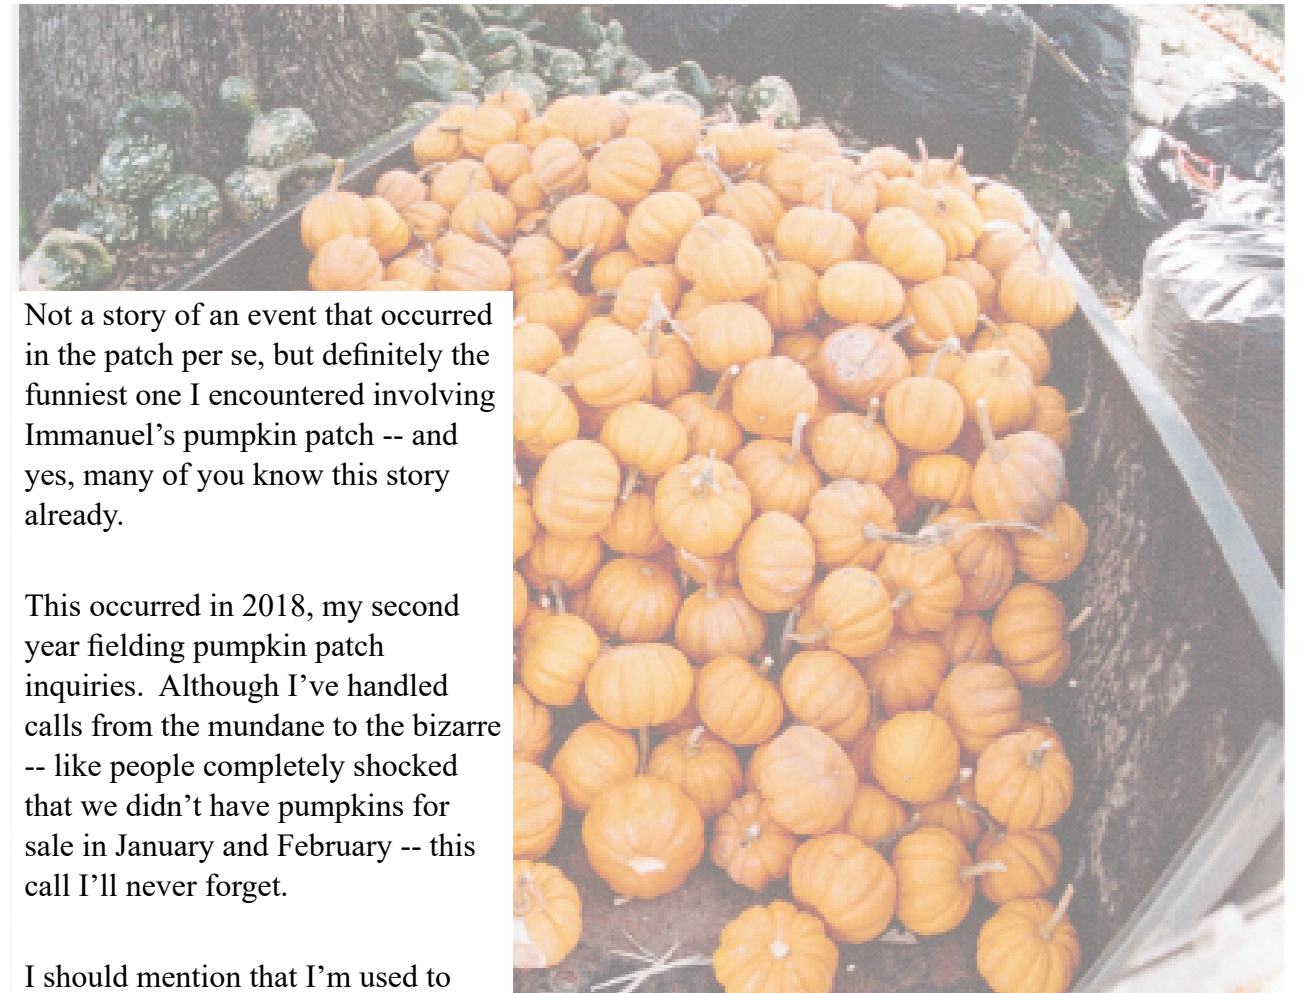 Not a story of an event that occurred
in the patch per se, but definitely the
funniest one I encountered involving
Immanuel’s pumpkin patch -- and
yes, many of you know this story
already.
This occurred in 2018, my second
year fielding pumpkin patch
inquiries.  Although I’ve handled
calls from the mundane to the bizarre
-- like people completely shocked
that we didn’t have pumpkins for
sale in January and February -- this
call I’ll never forget.
I should mention that I’m used to